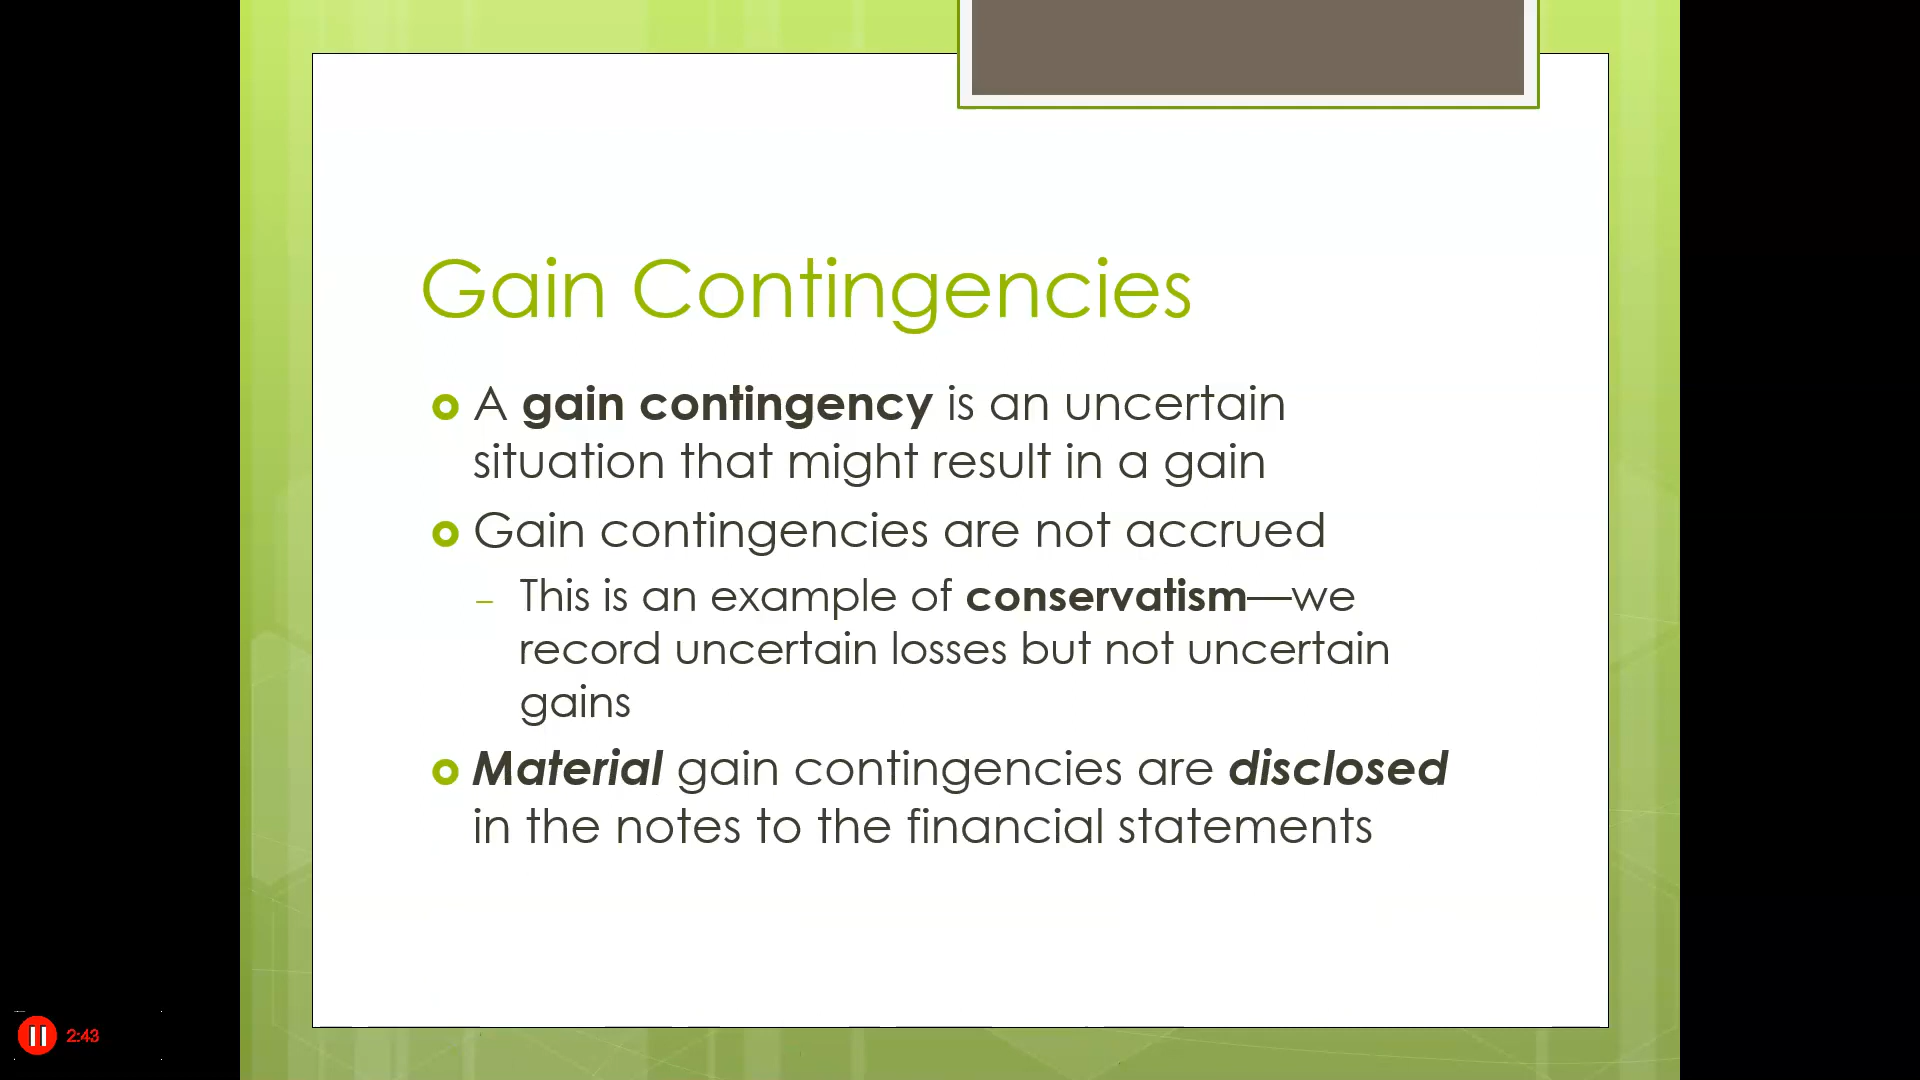 Gain Contingencies
A gain contingency is an uncertain
situation that might result in a gain
Gain contingencies are not accrued
– This is an example of conservatism—we
record uncertain losses but not uncertain
gains
Material gain contingencies are disclosed
in the notes to the financial statements
2:43